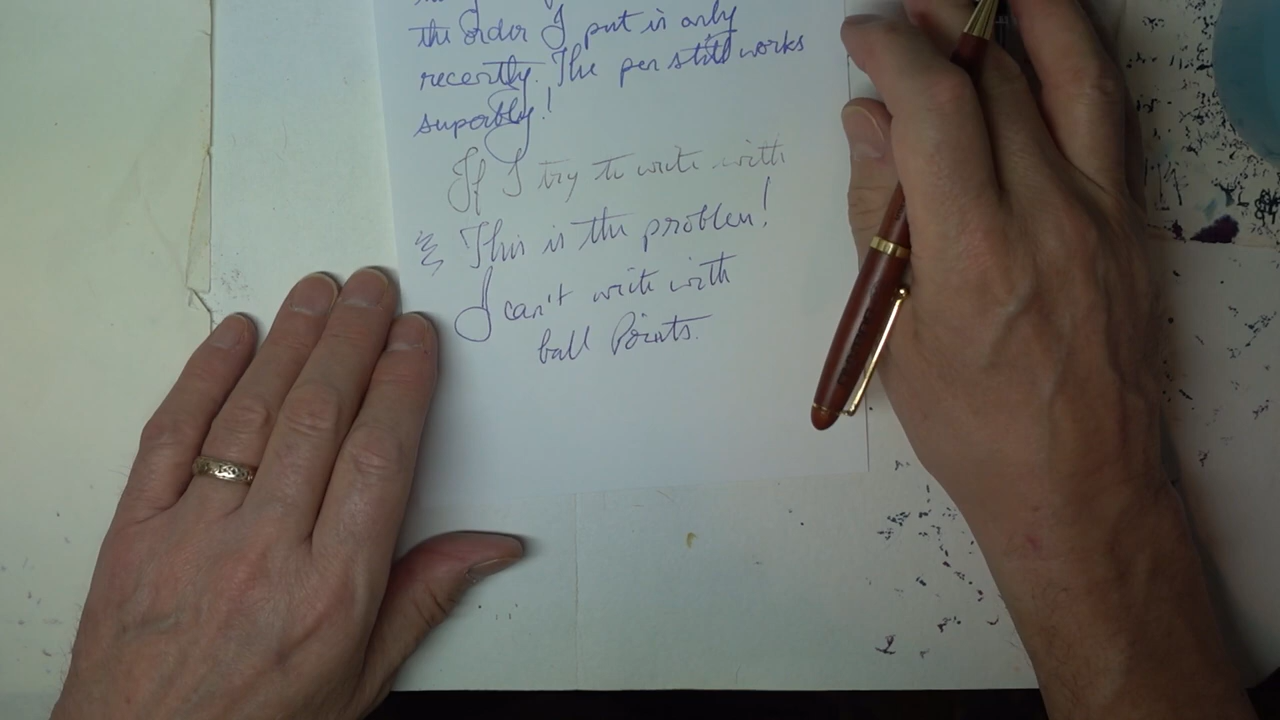 the order I put in only
recently. The pen still works
superbly!
If I try to write with
This is the problem!
I can't write with
ball Points.